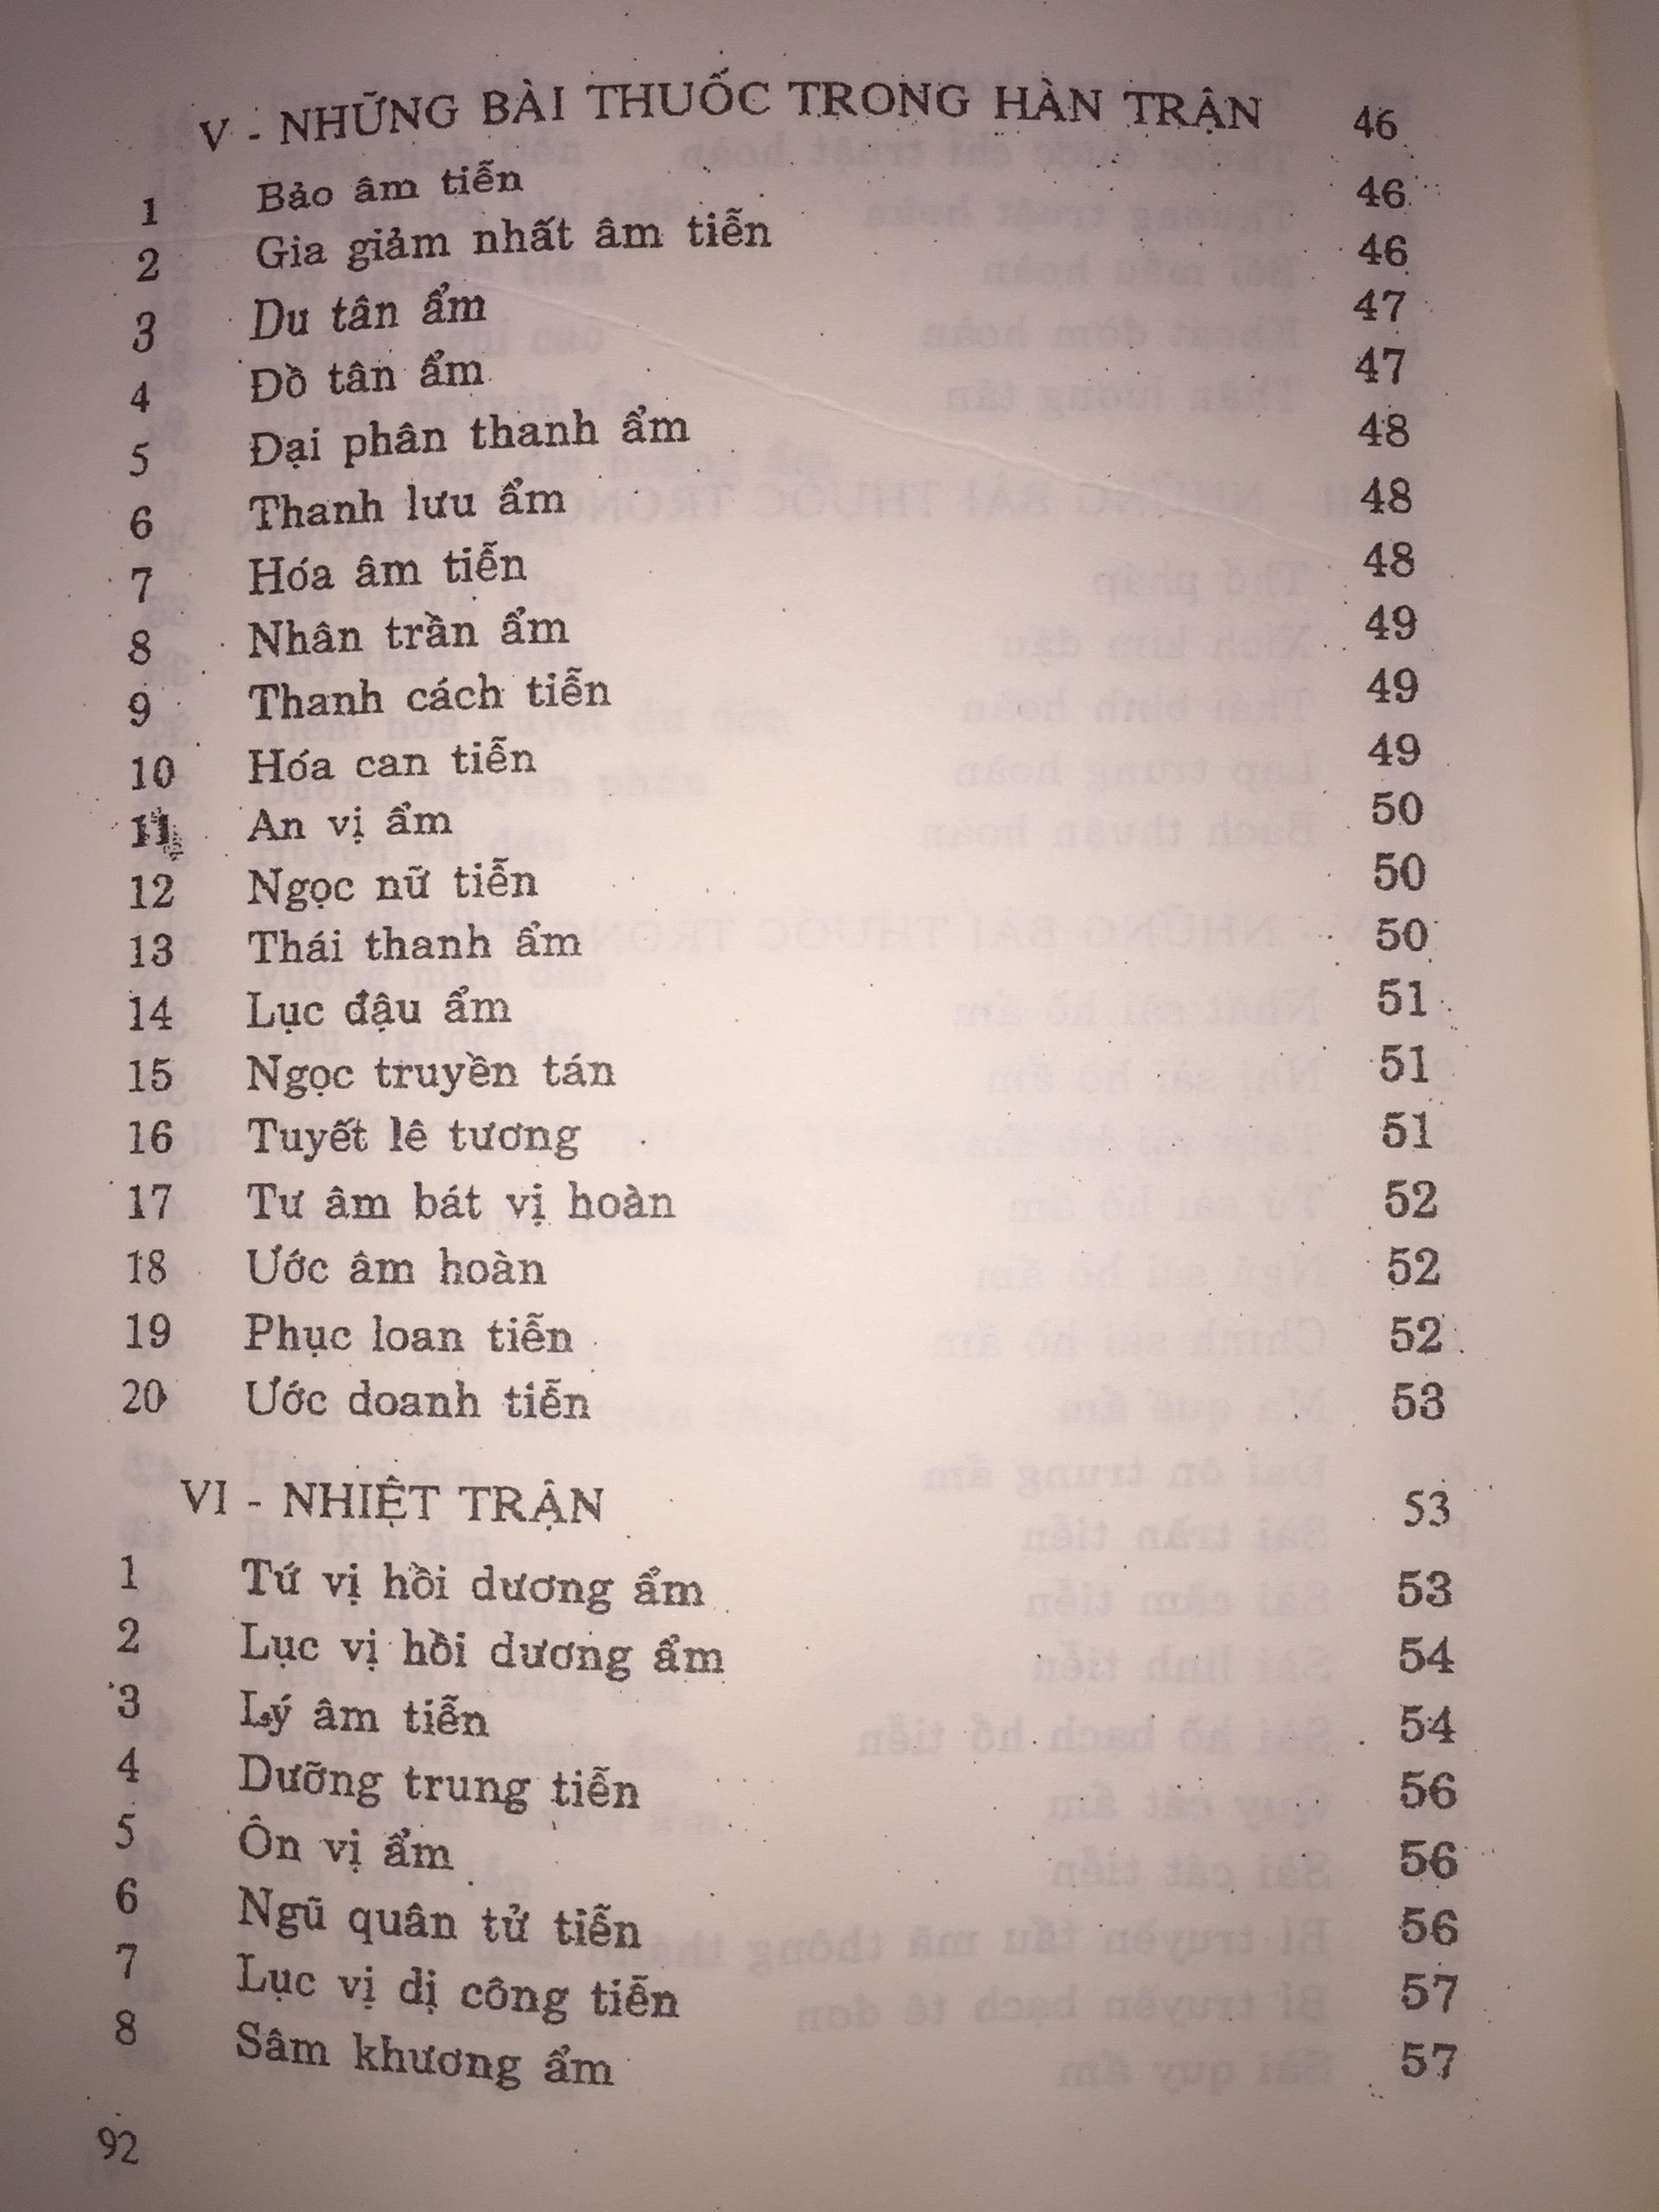 V - NHỮNG BÀI THUỐC TRONG HÀN TRẬN 46
1 Bảo âm tiễn 46
2 Gia giảm nhất âm tiễn 46
3 Du tân ẩm 47
4 Đồ tân ẩm 47
5 Đại phân thanh ẩm 48
6 Thanh lưu ẩm 48
7 Hóa âm tiễn 48
8 Nhân trần ẩm 49
9 Thanh cách tiễn 49
10 Hóa can tiễn 49
11 An vị ẩm 50
12 Ngọc nữ tiễn 50
13 Thái thanh ẩm 50
14 Lục đậu ẩm 51
15 Ngọc truyền tán 51
16 Tuyết lê tương 51
17 Tư âm bát vị hoàn 52
18 Ước âm hoàn 52
19 Phục loan tiễn 52
20 Ước doanh tiễn 53
VI - NHIỆT TRẬN 53
1 Tứ vị hồi dương ẩm 53
2 Lục vị hồi dương ẩm 54
3 Lý âm tiễn 54
4 Dưỡng trung tiễn 56
5 Ôn vị ẩm 56
6 Ngũ quân tử tiễn 56
7 Lục vị dị công tiễn 57
8 Sâm khương ẩm 57
92